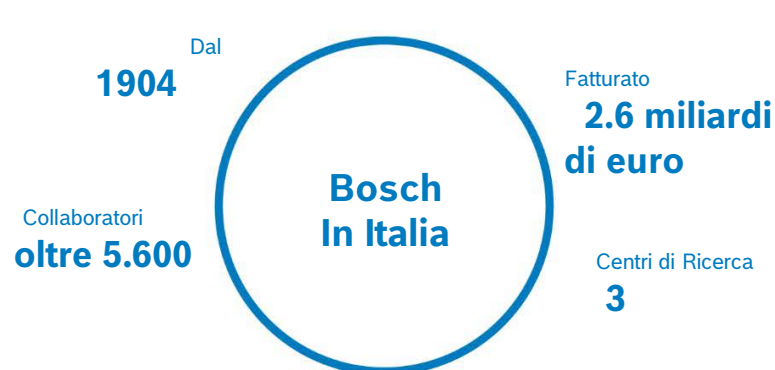 Dal
1904
Fatturato
2.6 miliardi
di euro
Bosch
In Italia
Collaboratori
oltre 5.600
Centri di Ricerca
3